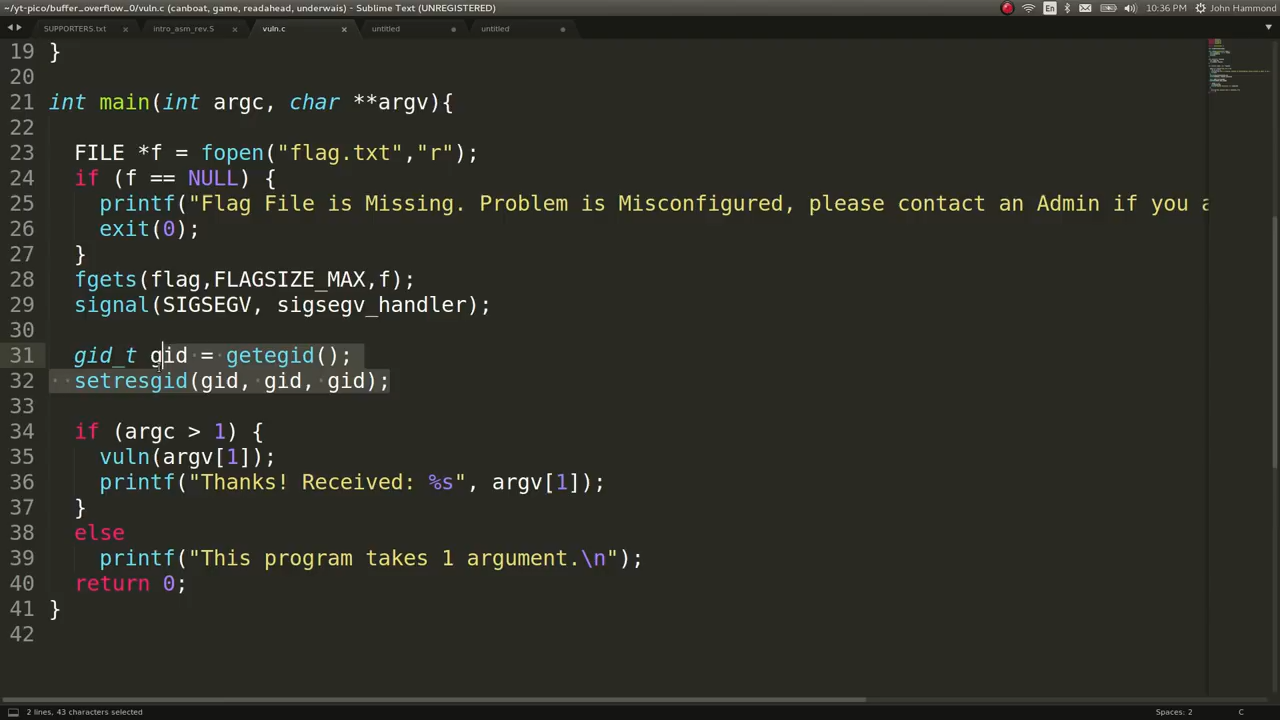 ~/yt-pico/buffer_overflow_0/vuln.c (canboat, game, readahead, underwais) - Sublime Text (UNREGISTERED)
En
10:36 PM
John Hammond
SUPPORTERS.txt
intro_asm_rev.S
vuln.c
untitled
untitled
19 }
20
21 int main(int argc, char **argv){
22
23 FILE *f = fopen("flag.txt","r");
24 if (f == NULL) {
25 printf("Flag File is Missing. Problem is Misconfigured, please contact an Admin if you a
26 exit(0);
27 }
28 fgets(flag,FLAGSIZE_MAX,f);
29 signal(SIGSEGV, sigsegv_handler);
30
31 gid_t gid = getegid();
32 setresgid(gid, gid, gid);
33
34 if (argc > 1) {
35 vuln(argv[1]);
36 printf("Thanks! Received: %s", argv[1]);
37 }
38 else
39 printf("This program takes 1 argument.\n");
40 return 0;
41 }
42
2 lines, 43 characters selected
Spaces: 2
C